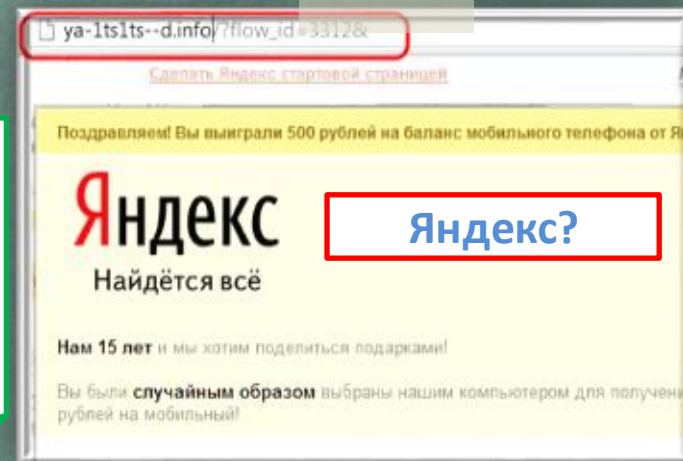 ya-1ts1ts--d.info/?flow_id=3312&
Сделать Яндекс стартовой страницей
Поздравляем! Вы выиграли 500 рублей на баланс мобильного телефона от
Яндекс
Яндекс?
Найдётся всё
Нам 15 лет и мы хотим поделиться подарками!
Вы были случайным образом выбраны нашим компьютером для
рублей на мобильный!